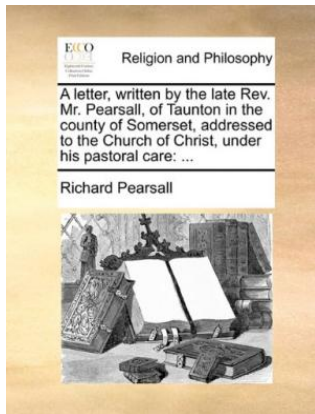 ECCO
Religion and Philosophy
A letter, written by the late Rev.
Mr. Pearsall, of Taunton in the
county of Somerset, addressed
to the Church of Christ, under
his pastoral care: ...
Richard Pearsall